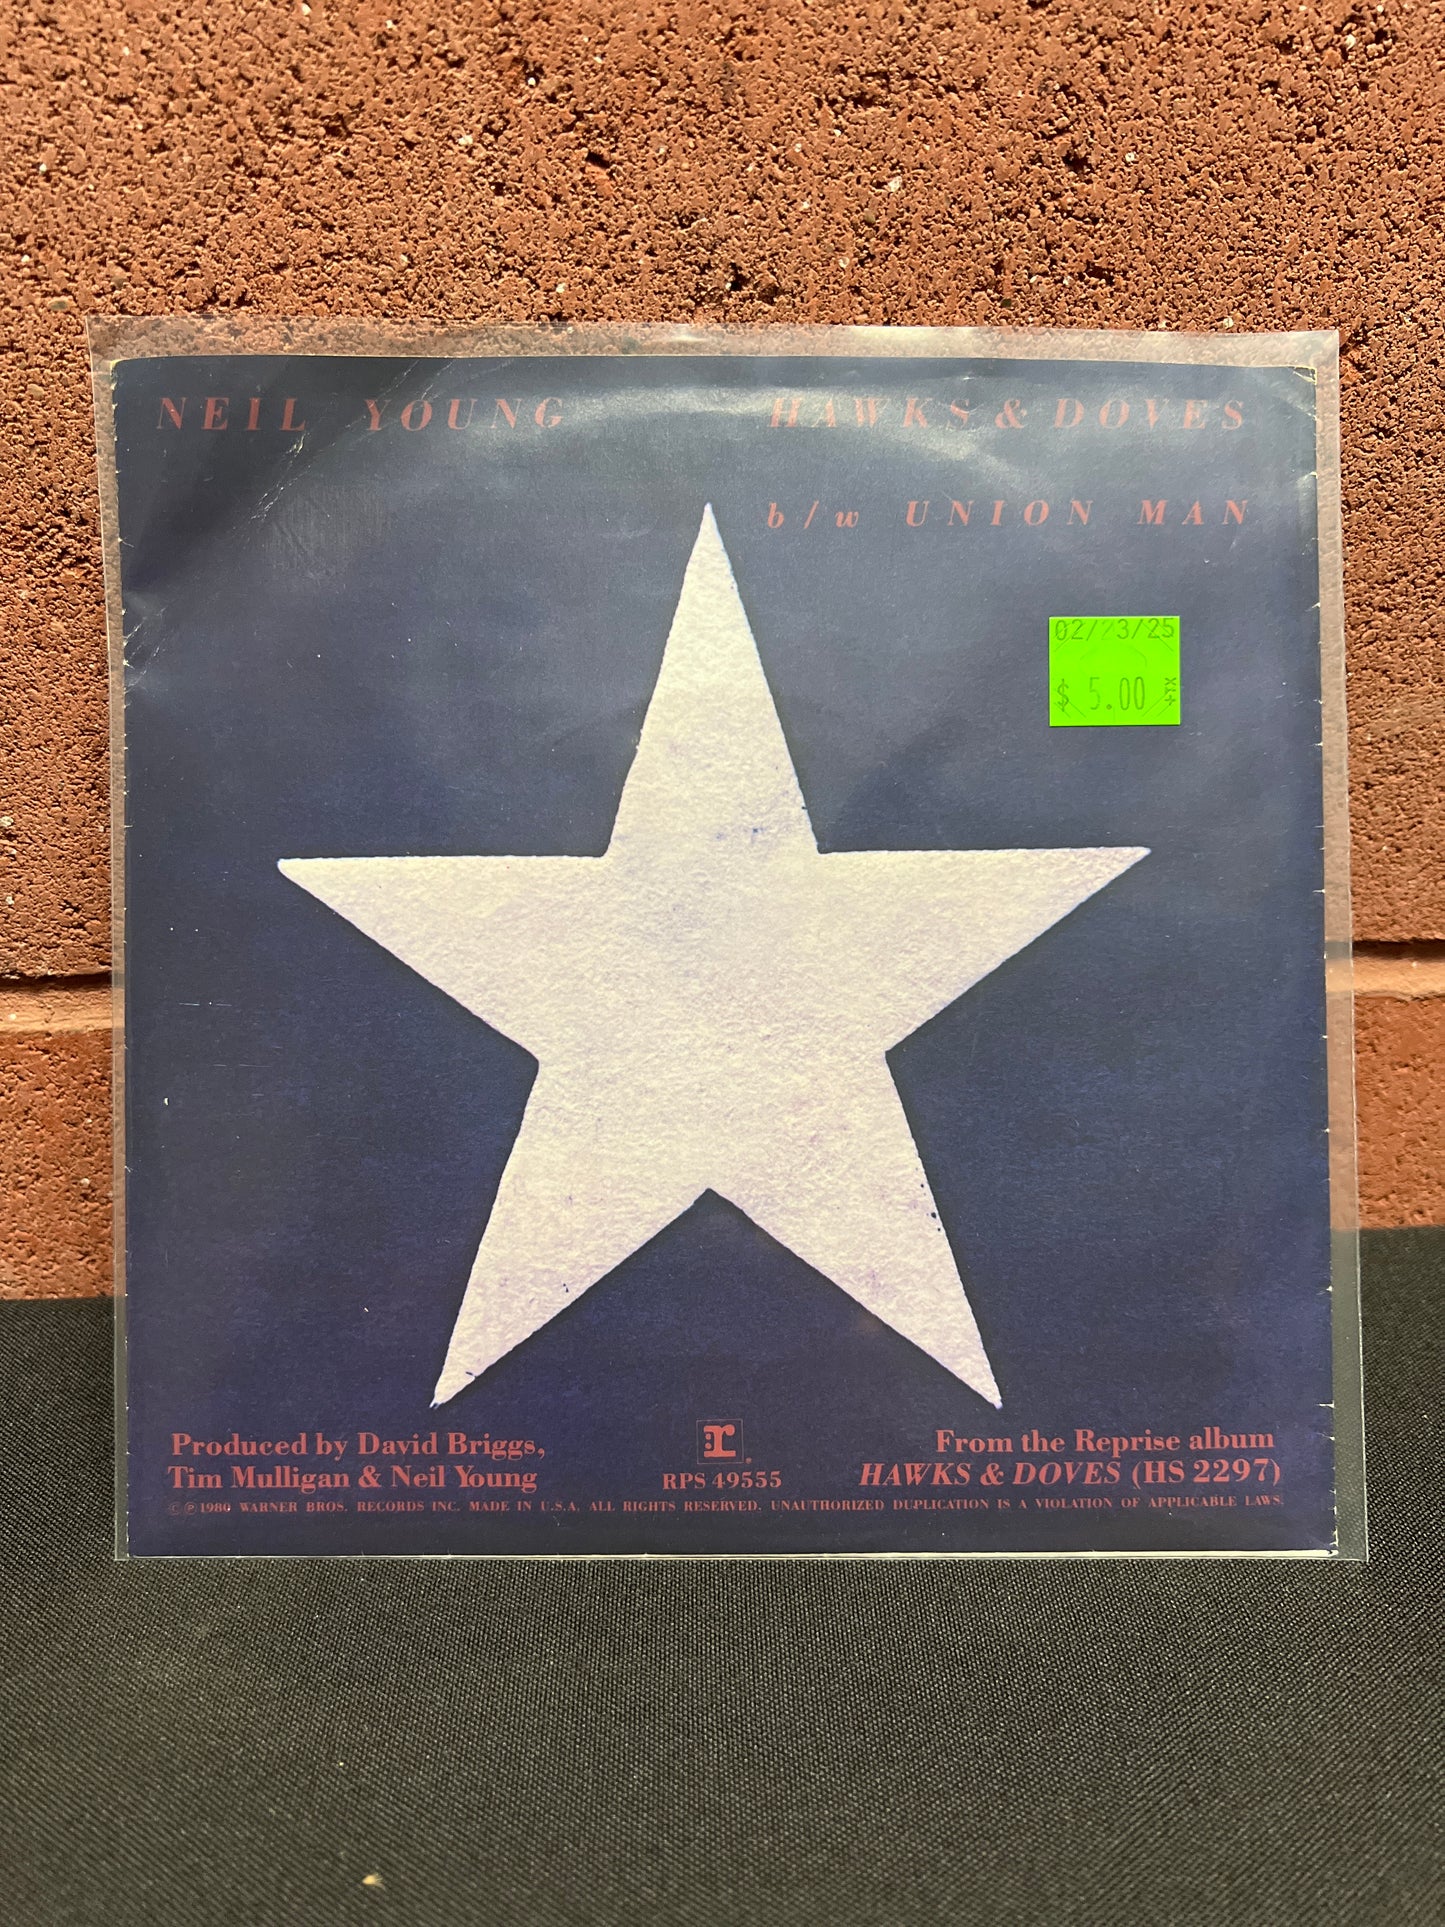 NEIL YOUNG
HAWKS & DOVES
b/w UNION MAN
$ 5.00 +TX
Produced by David Briggs,
Tim Mulligan & Neil Young
r
RPS 49555
From the Reprise album
HAWKS & DOVES (HS 2297)
©℗1980 WARNER BROS. RECORDS INC. MADE IN U.S.A. ALL RIGHTS RESERVED. UNAUTHORIZED DUPLICATION IS A VIOLATION OF APPLICABLE LAWS.